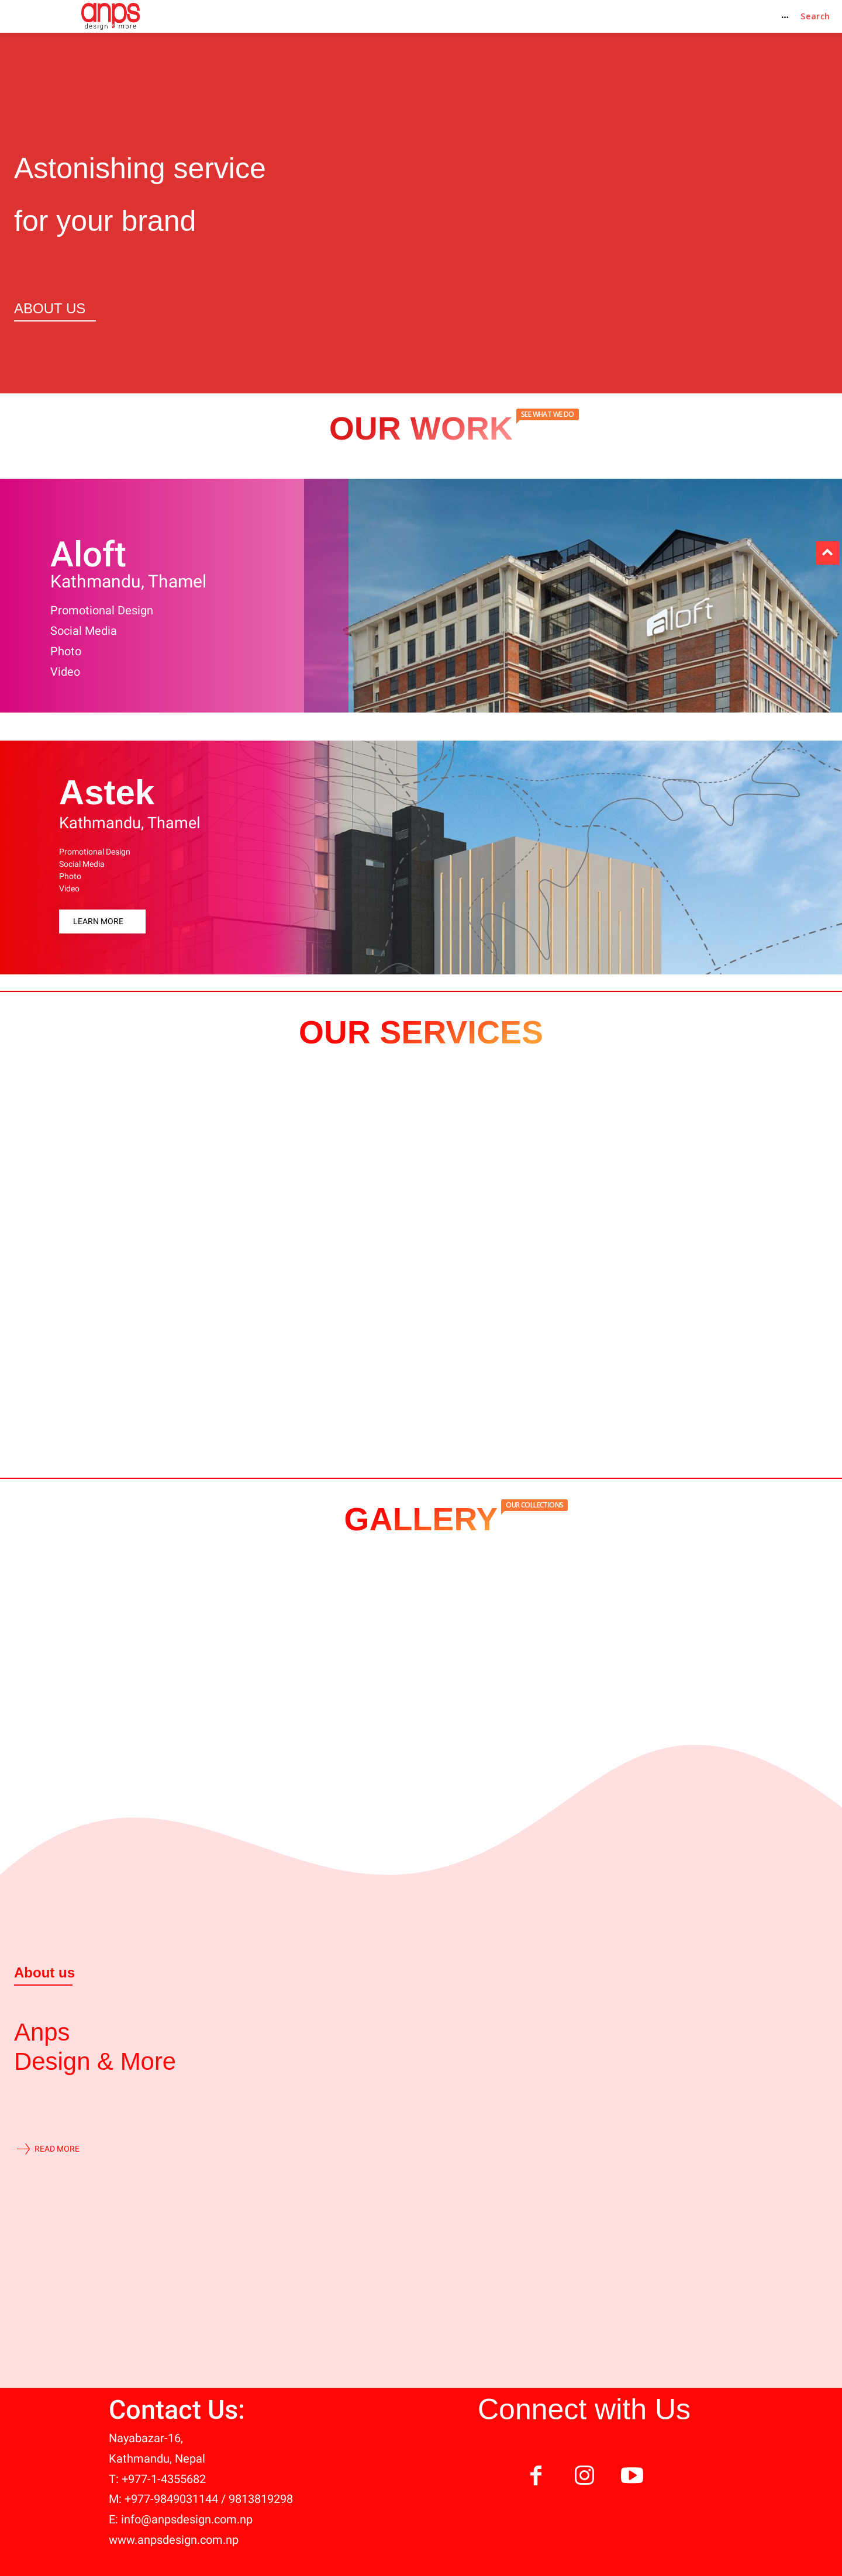 anps
design & more
... Search
Astonishing service
for your brand
ABOUT US
OUR WORK
SEE WHAT WE DO
Aloft
Kathmandu, Thamel
Promotional Design
Social Media
Photo
Video
aloft
Astek
Kathmandu, Thamel
Promotional Design
Social Media
Photo
Video
LEARN MORE
OUR SERVICES
GALLERY
OUR COLLECTIONS
About us
Anps
Design & More
READ MORE
Contact Us:
Nayabazar-16,
Kathmandu, Nepal
T: +977-1-4355682
M: +977-9849031144 / 9813819298
E: info@anpsdesign.com.np
www.anpsdesign.com.np
Connect with Us